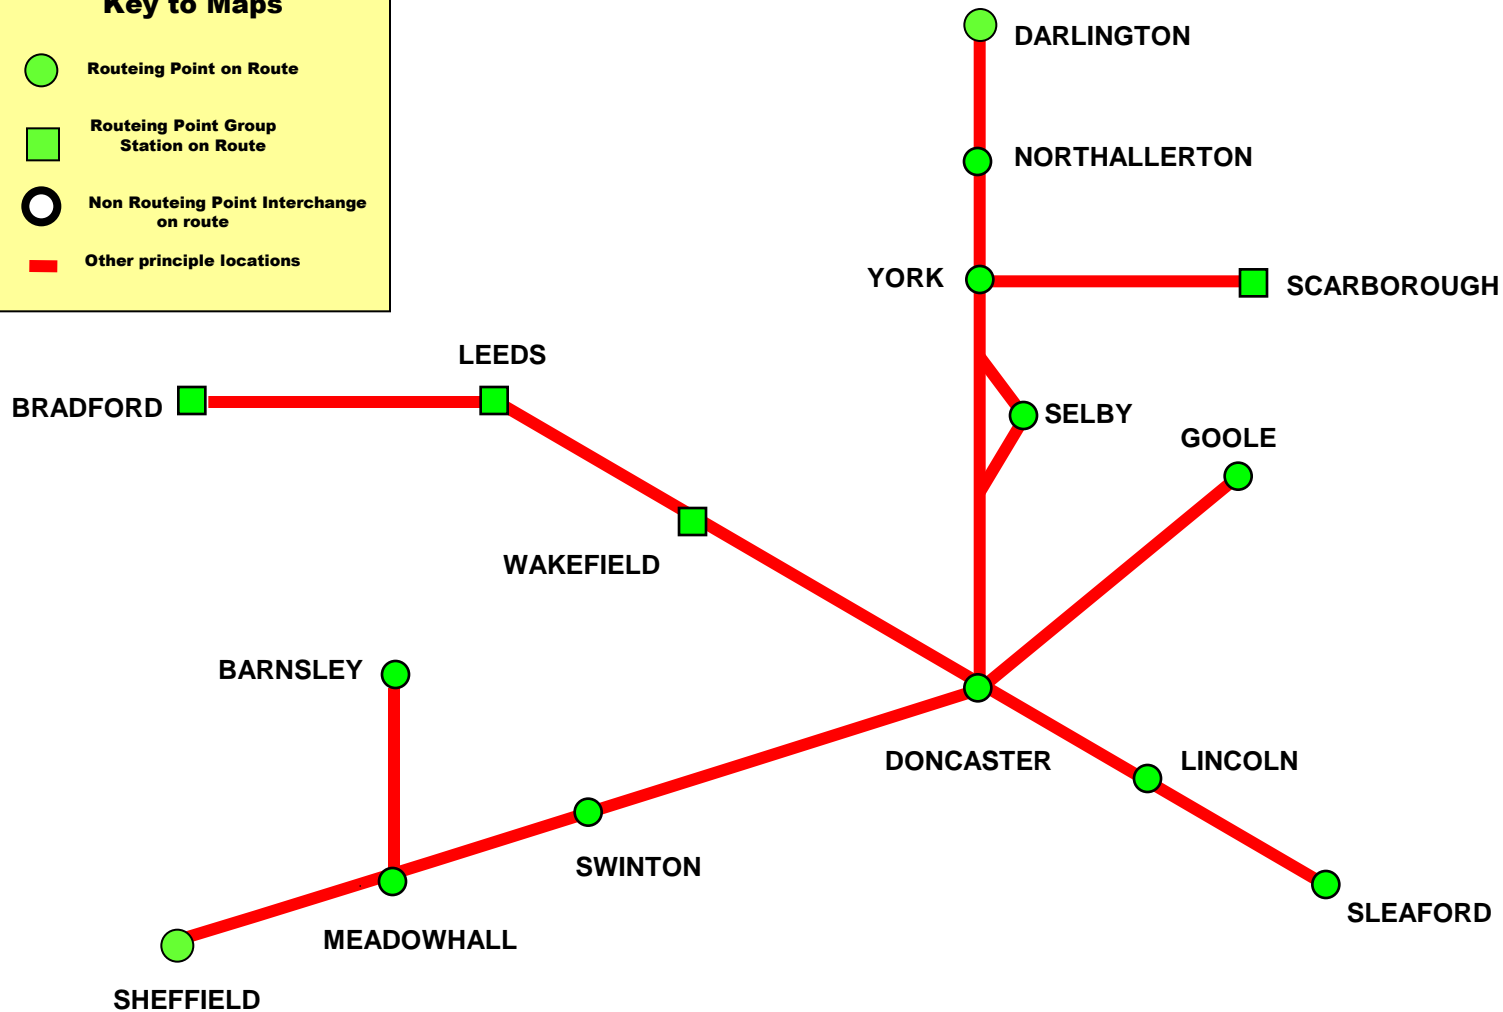 Key to Maps
Routeing Point on Route
Routeing Point Group
Station on Route
Non Routeing Point Interchange
on route
Other principle locations
DARLINGTON
NORTHALLERTON
YORK
SCARBOROUGH
LEEDS
BRADFORD
SELBY
GOOLE
WAKEFIELD
BARNSLEY
DONCASTER
LINCOLN
SWINTON
SLEAFORD
MEADOWHALL
SHEFFIELD